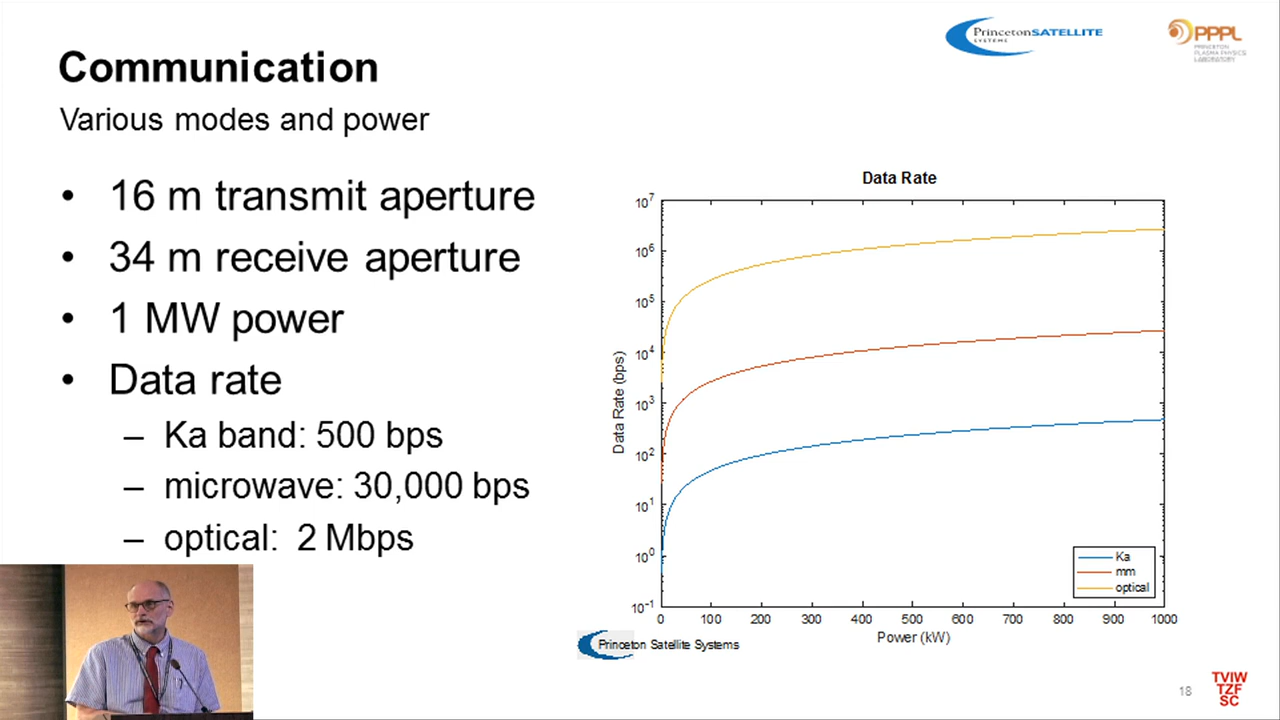 Princeton SATELLITE
SYSTEMS
PPPL
PRINCETON
PLASMA PHYSICS
LABORATORY
Communication
Various modes and power
• 16 m transmit aperture
• 34 m receive aperture
• 1 MW power
• Data rate
– Ka band: 500 bps
– microwave: 30,000 bps
– optical: 2 Mbps
Data Rate
10^7
10^6
10^5
10^4
10^3
10^2
10^1
10^0
10^-1
Data Rate (bps)
0 100 200 300 400 500 600 700 800 900 1000
Power (kW)
Ka
mm
optical
Princeton Satellite Systems
18
TVIW
TZF
SC